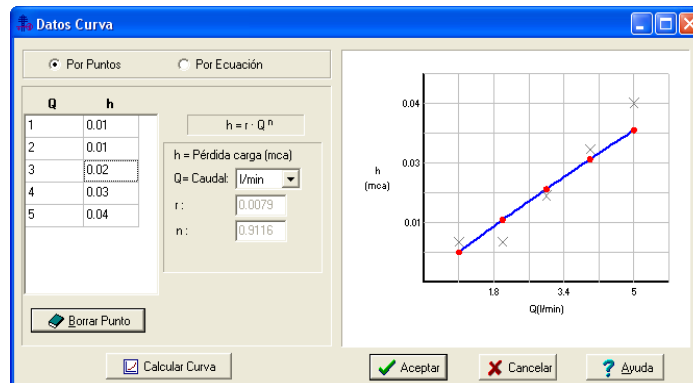 Datos Curva
Por Puntos Por Ecuación
Q h
1 0.01
2 0.01
3 0.02
4 0.03
5 0.04
h = r · Q n
h = Pérdida carga (mca)
Q= Caudal: l/min
r : 0.0079
n : 0.9116
Borrar Punto
Calcular Curva
0.04
0.03
0.01
h
(mca)
1.8 3.4 5
Q(l/min)
Aceptar Cancelar Ayuda